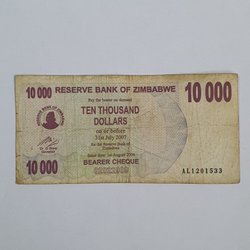 10 000
RESERVE BANK OF ZIMBABWE
10 000
Pay the bearer on demand
TEN THOUSAND
DOLLARS
on or before
31st July 2007
for the Reserve Bank of
Zimbabwe
Issue date 1st August 2006
10 000
BEARER CHEQUE
AL1201533